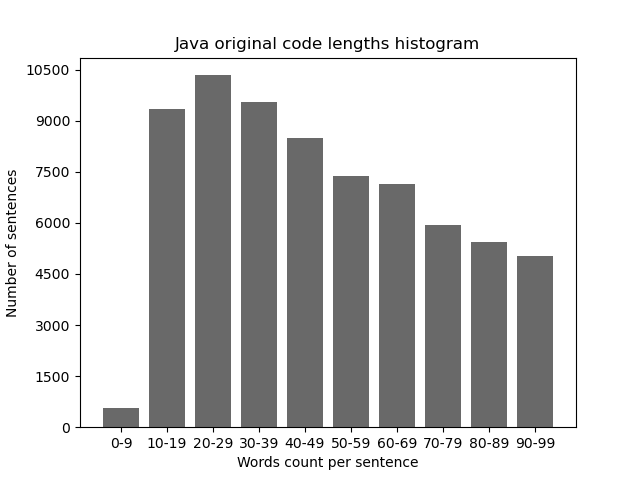 Java original code lengths histogram
10500
9000
7500
6000
4500
3000
1500
0
Number of sentences
0-9 10-19 20-29 30-39 40-49 50-59 60-69 70-79 80-89 90-99
Words count per sentence